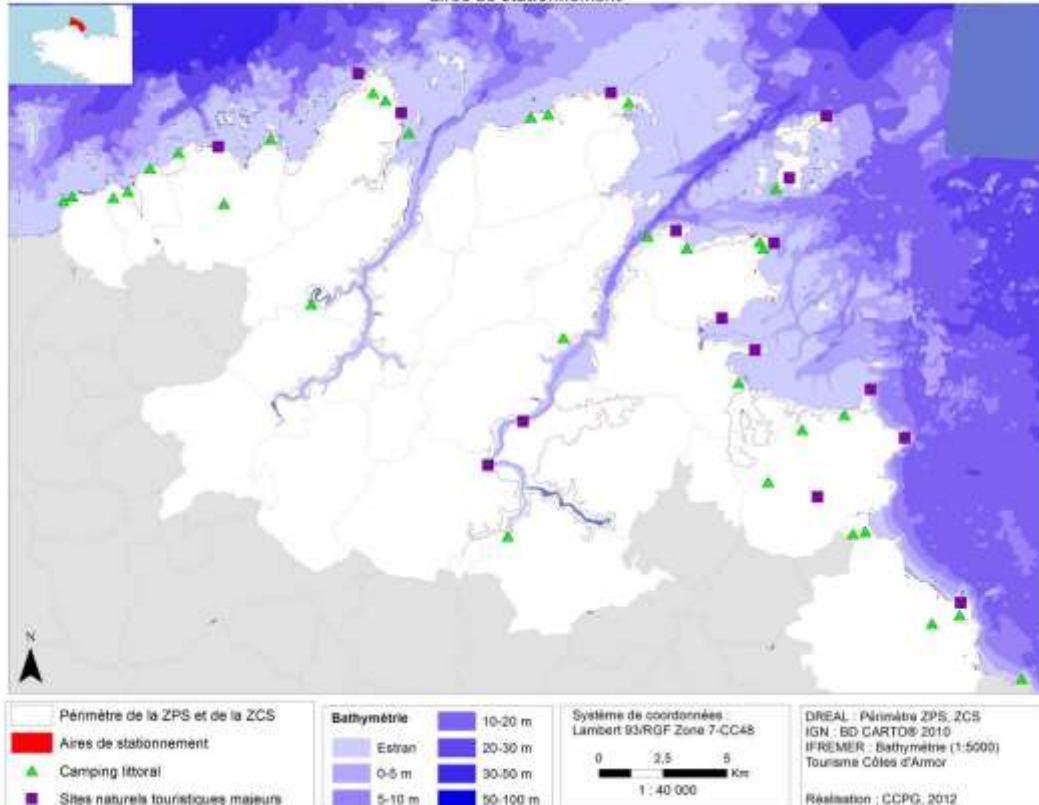 aires de stationnement
N
Périmètre de la ZPS et de la ZCS
Aires de stationnement
Camping littoral
Sites naturels touristiques majeurs
Bathymétrie
Estran
0-5 m
5-10 m
10-20 m
20-30 m
30-50 m
50-100 m
Système de coordonnées :
Lambert 93/RGF Zone 7-CC48
0 2,5 5
Km
1 : 40 000
DREAL : Périmètre ZPS, ZCS
IGN : BD CARTO® 2010
IFREMER : Bathymétrie (1:5000)
Tourisme Côtes d'Armor
Réalisation : CCPG, 2012